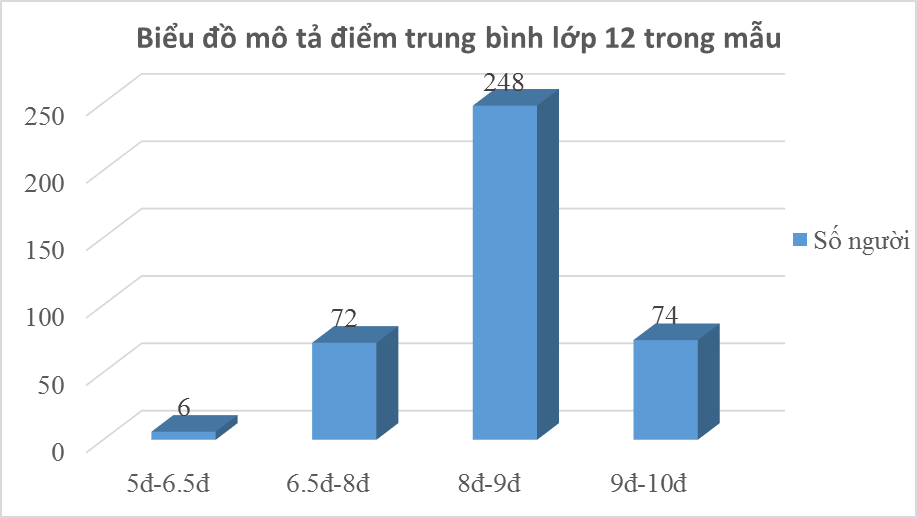 Biểu đồ mô tả điểm trung bình lớp 12 trong mẫu
248
250
200
150
Số người
100
72
74
50
6
0
5đ-6.5đ
6.5đ-8đ
8đ-9đ
9đ-10đ